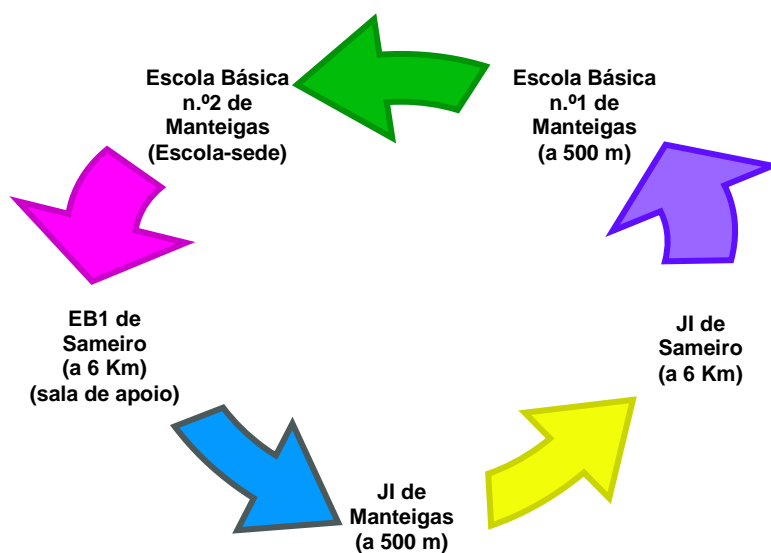 Escola Básica
n.º2 de
Manteigas
(Escola-sede)
Escola Básica
n.º1 de
Manteigas
(a 500 m)
EB1 de
Sameiro
(a 6 Km)
(sala de apoio)
JI de
Sameiro
(a 6 Km)
JI de
Manteigas
(a 500 m)